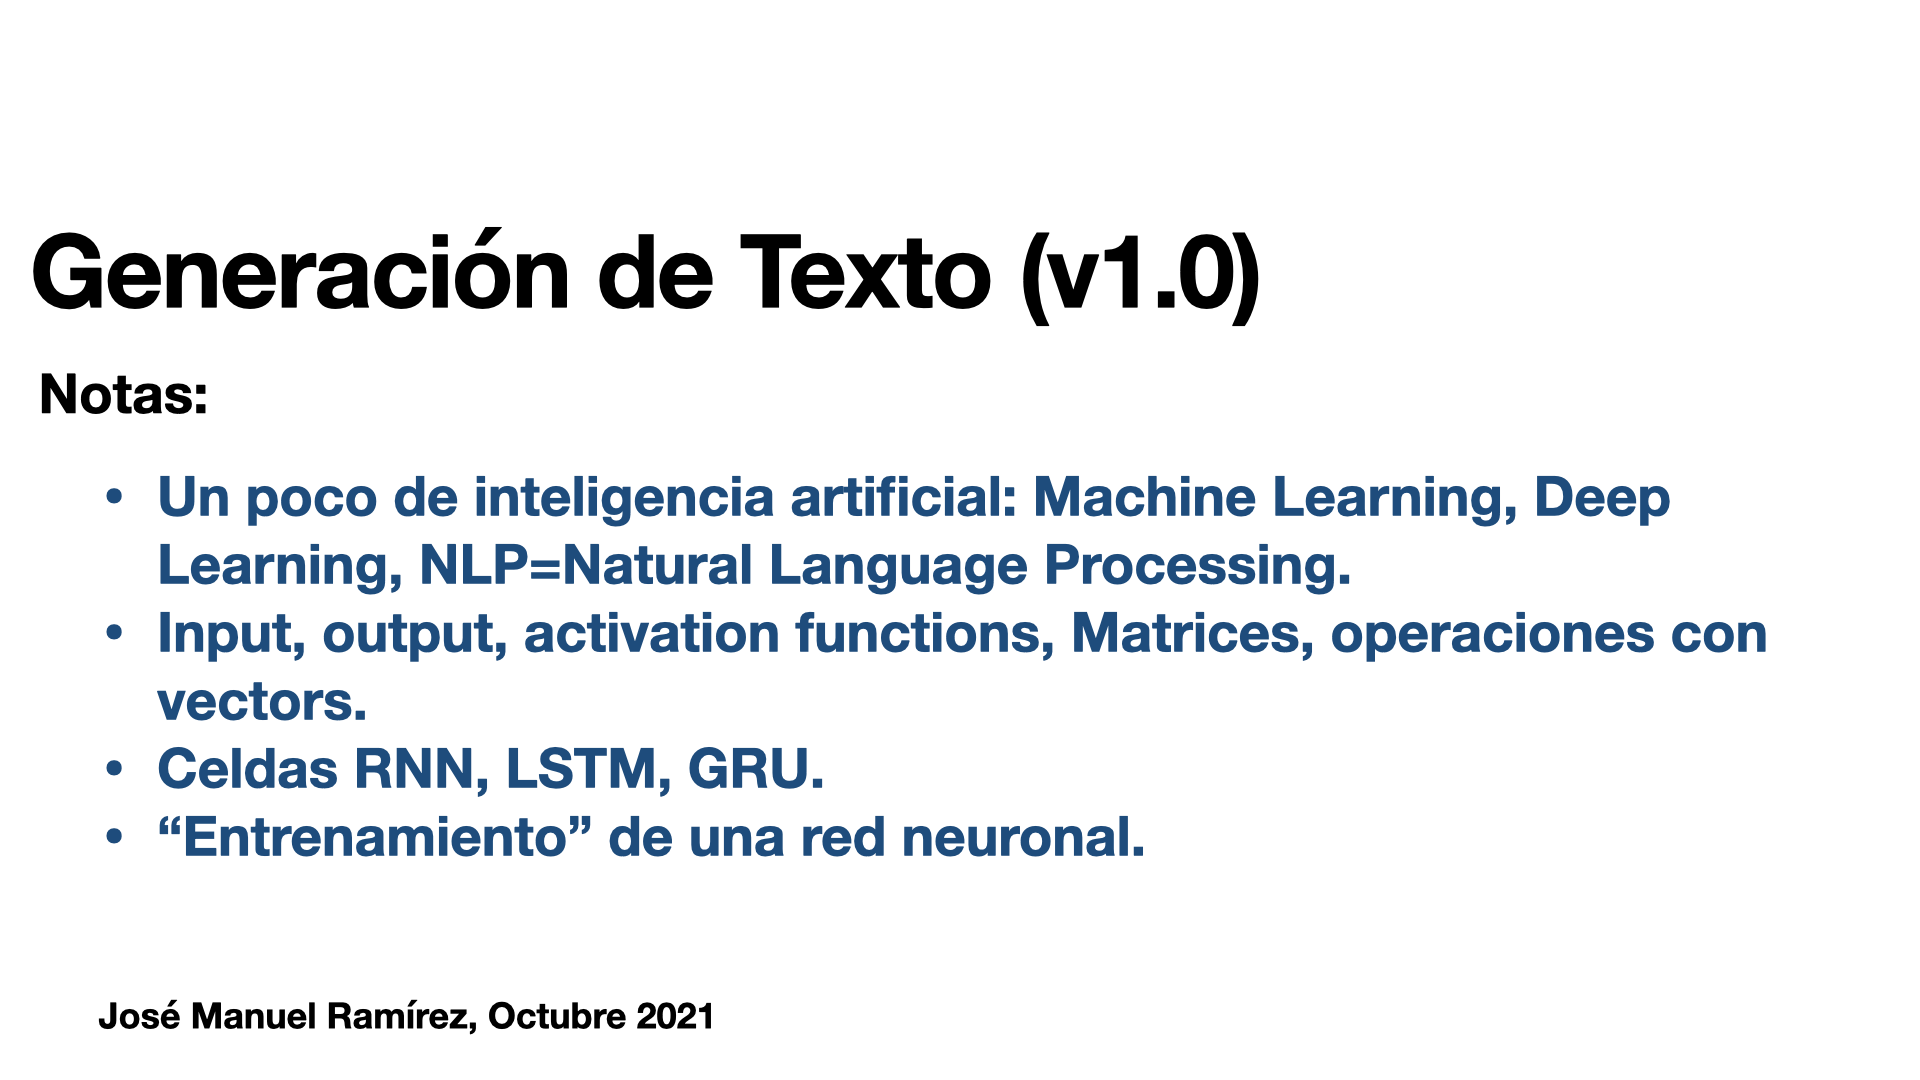 Generación de Texto (v1.0)
Notas:
• Un poco de inteligencia artificial: Machine Learning, Deep
Learning, NLP=Natural Language Processing.
• Input, output, activation functions, Matrices, operaciones con
vectors.
• Celdas RNN, LSTM, GRU.
• “Entrenamiento” de una red neuronal.
José Manuel Ramírez, Octubre 2021